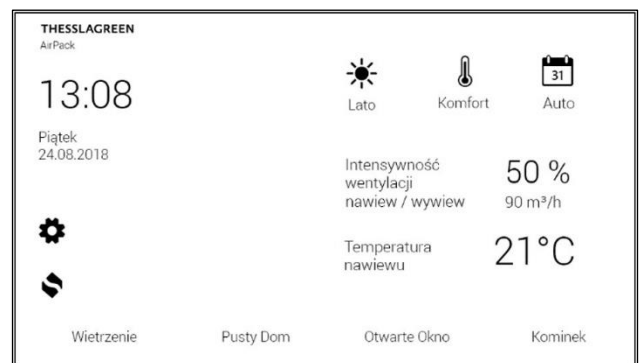 THESSLAGREEN
AirPack
13:08
Piątek
24.08.2018
31
Lato
Komfort
Auto
Intensywność
wentylacji
nawiew / wywiew
50 %
90 m³/h
Temperatura
nawiewu
21°C
Wietrzenie
Pusty Dom
Otwarte Okno
Kominek